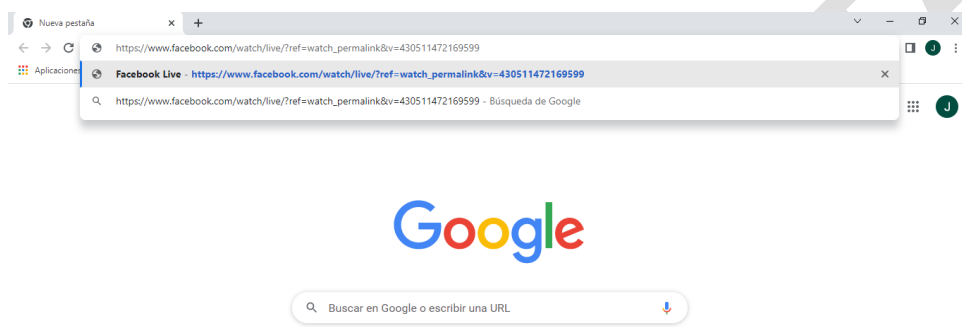 Nueva pestaña
https://www.facebook.com/watch/live/?ref=watch_permalink&v=430511472169599
J
Aplicaciones
Facebook Live - https://www.facebook.com/watch/live/?ref=watch_permalink&v=430511472169599
https://www.facebook.com/watch/live/?ref=watch_permalink&v=430511472169599 - Búsqueda de Google
J
Google
Buscar en Google o escribir una URL